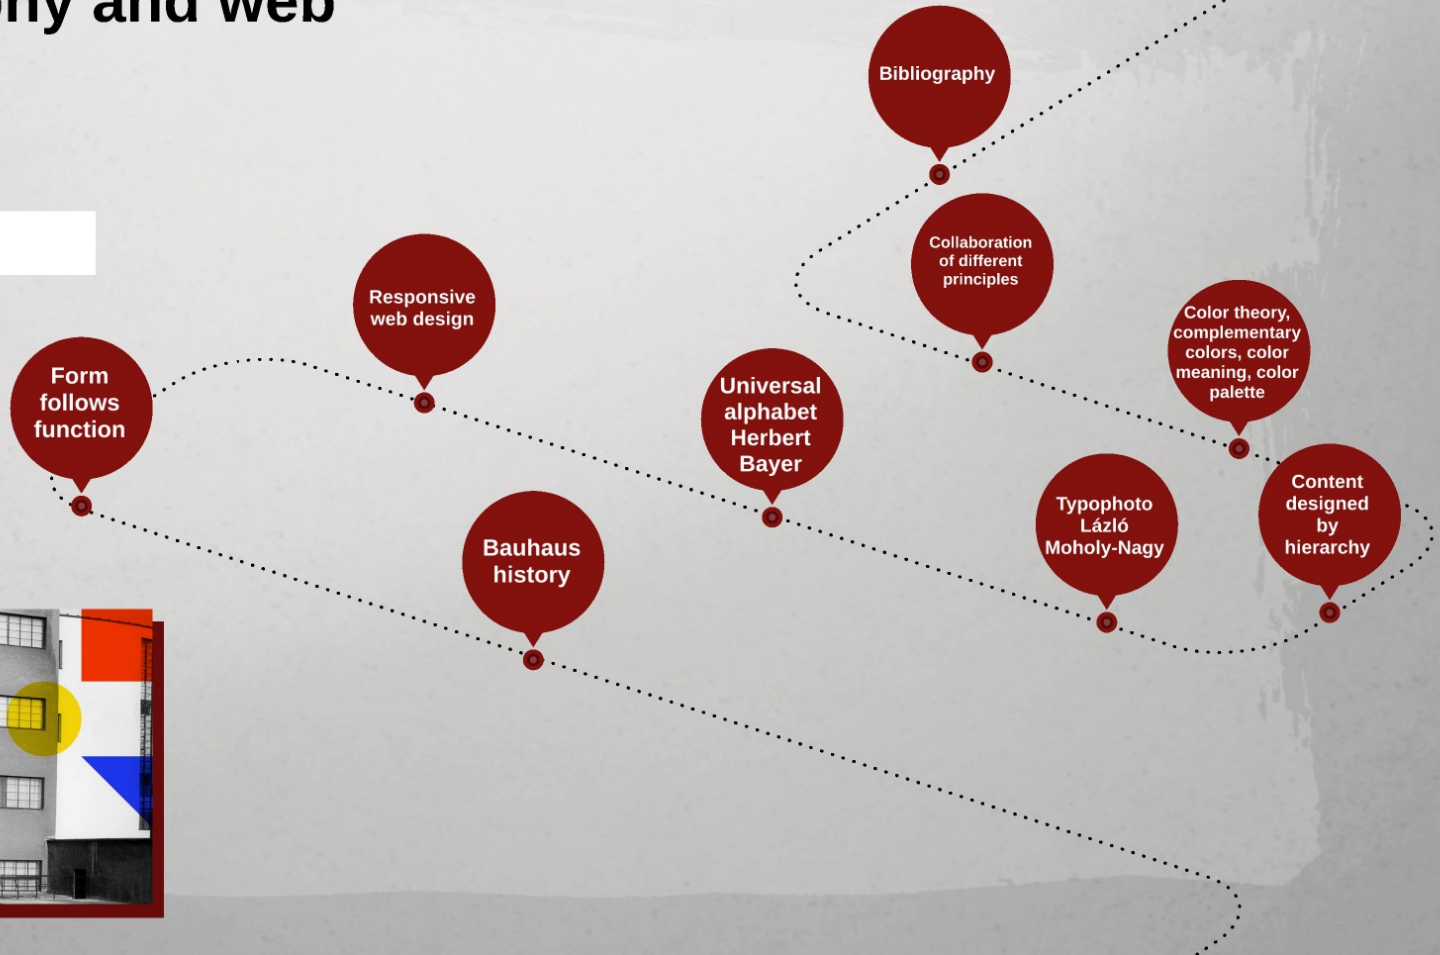 and web
Bibliography
Collaboration
of different
principles
Responsive
web design
Color theory,
complementary
colors, color
meaning, color
palette
Form
follows
function
Universal
alphabet
Herbert
Bayer
Content
designed
by
hierarchy
Typophoto
Lázló
Moholy-Nagy
Bauhaus
history